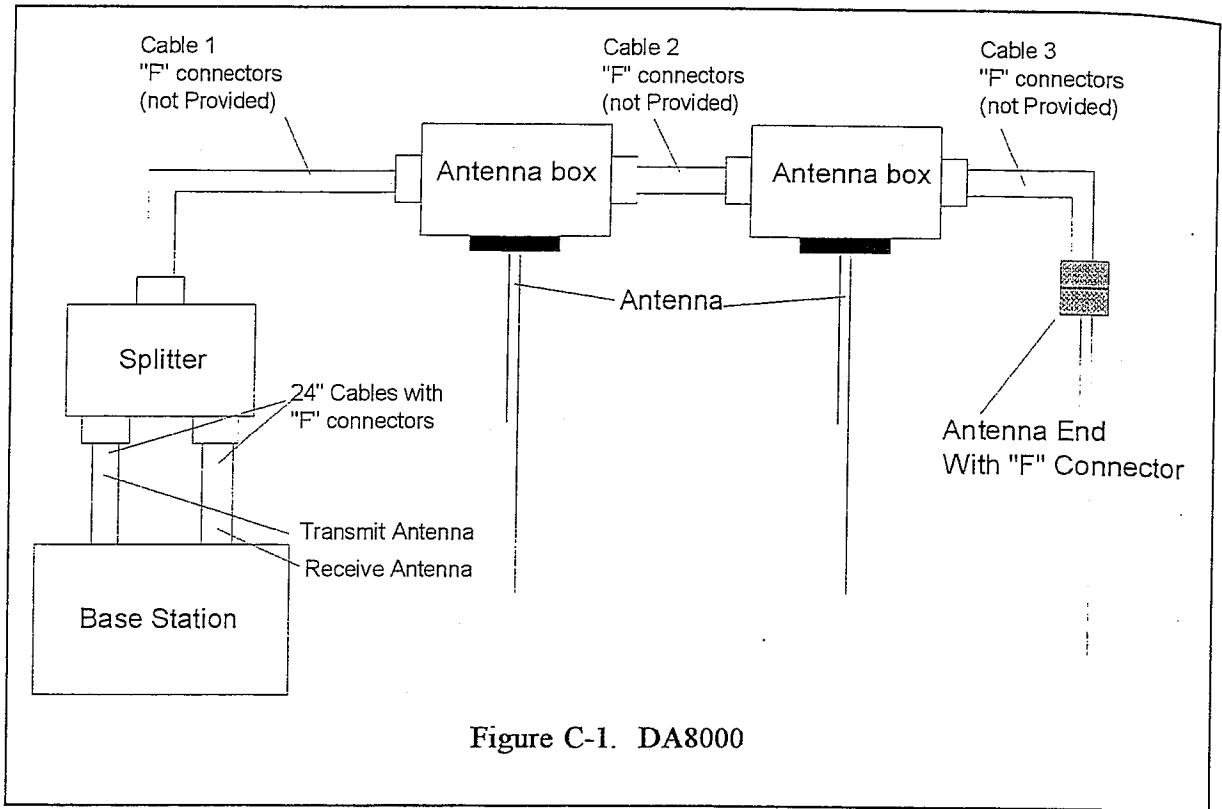 Cable 1
"F" connectors
(not Provided)
Cable 2
"F" connectors
(not Provided)
Cable 3
"F" connectors
(not Provided)
Antenna box
Antenna box
Antenna
Splitter
24" Cables with
"F" connectors
Antenna End
With "F" Connector
Transmit Antenna
Receive Antenna
Base Station
Figure C-1. DA8000